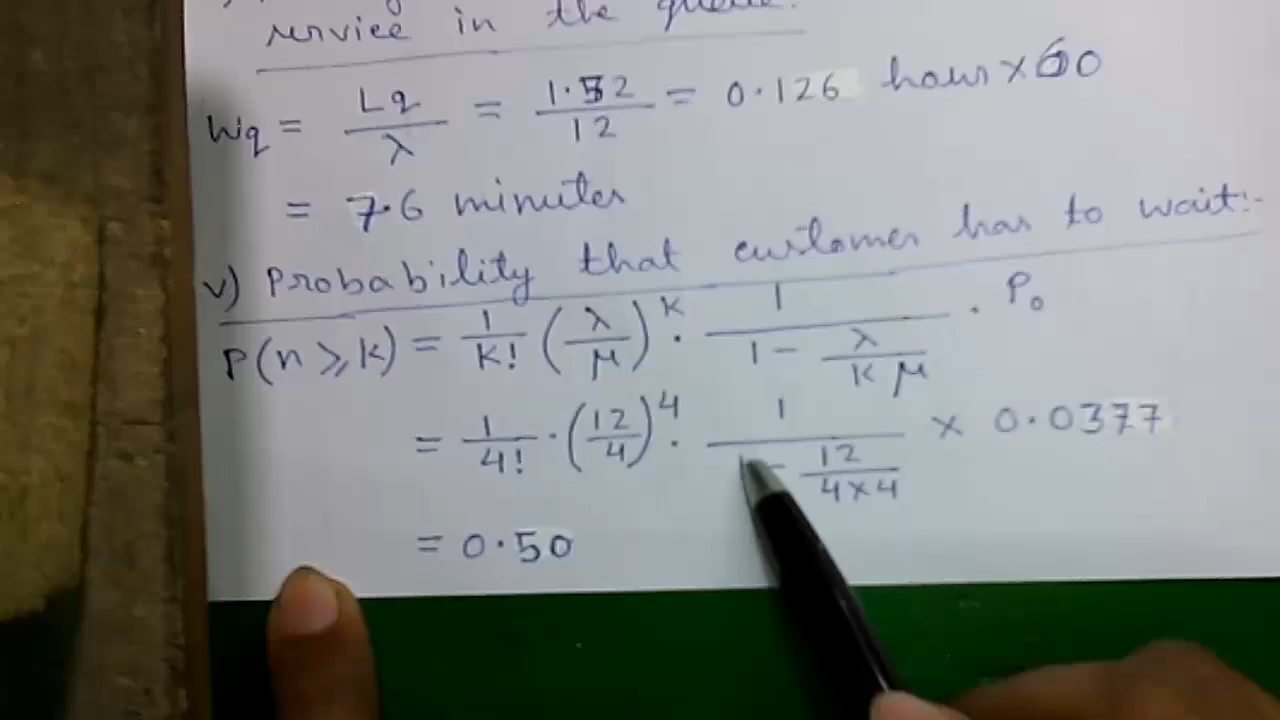 service in the queue.
Wq = Lq/λ = 1.52/12 = 0.126 hour × 60
= 7.6 minutes
v) Probability that customer has to wait:-
P(n ≥ k) = 1/k! (λ/μ)^k · 1/(1 - λ/kμ) · P₀
= 1/4! · (12/4)^4 · 1/(1 - 12/(4×4)) × 0.0377
= 0.50